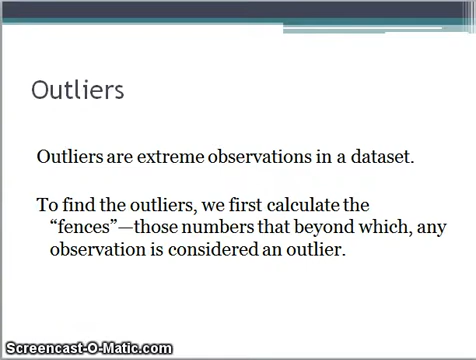 Outliers
Outliers are extreme observations in a dataset.
To find the outliers, we first calculate the
“fences”—those numbers that beyond which, any
observation is considered an outlier.
Screencast-O-Matic.com